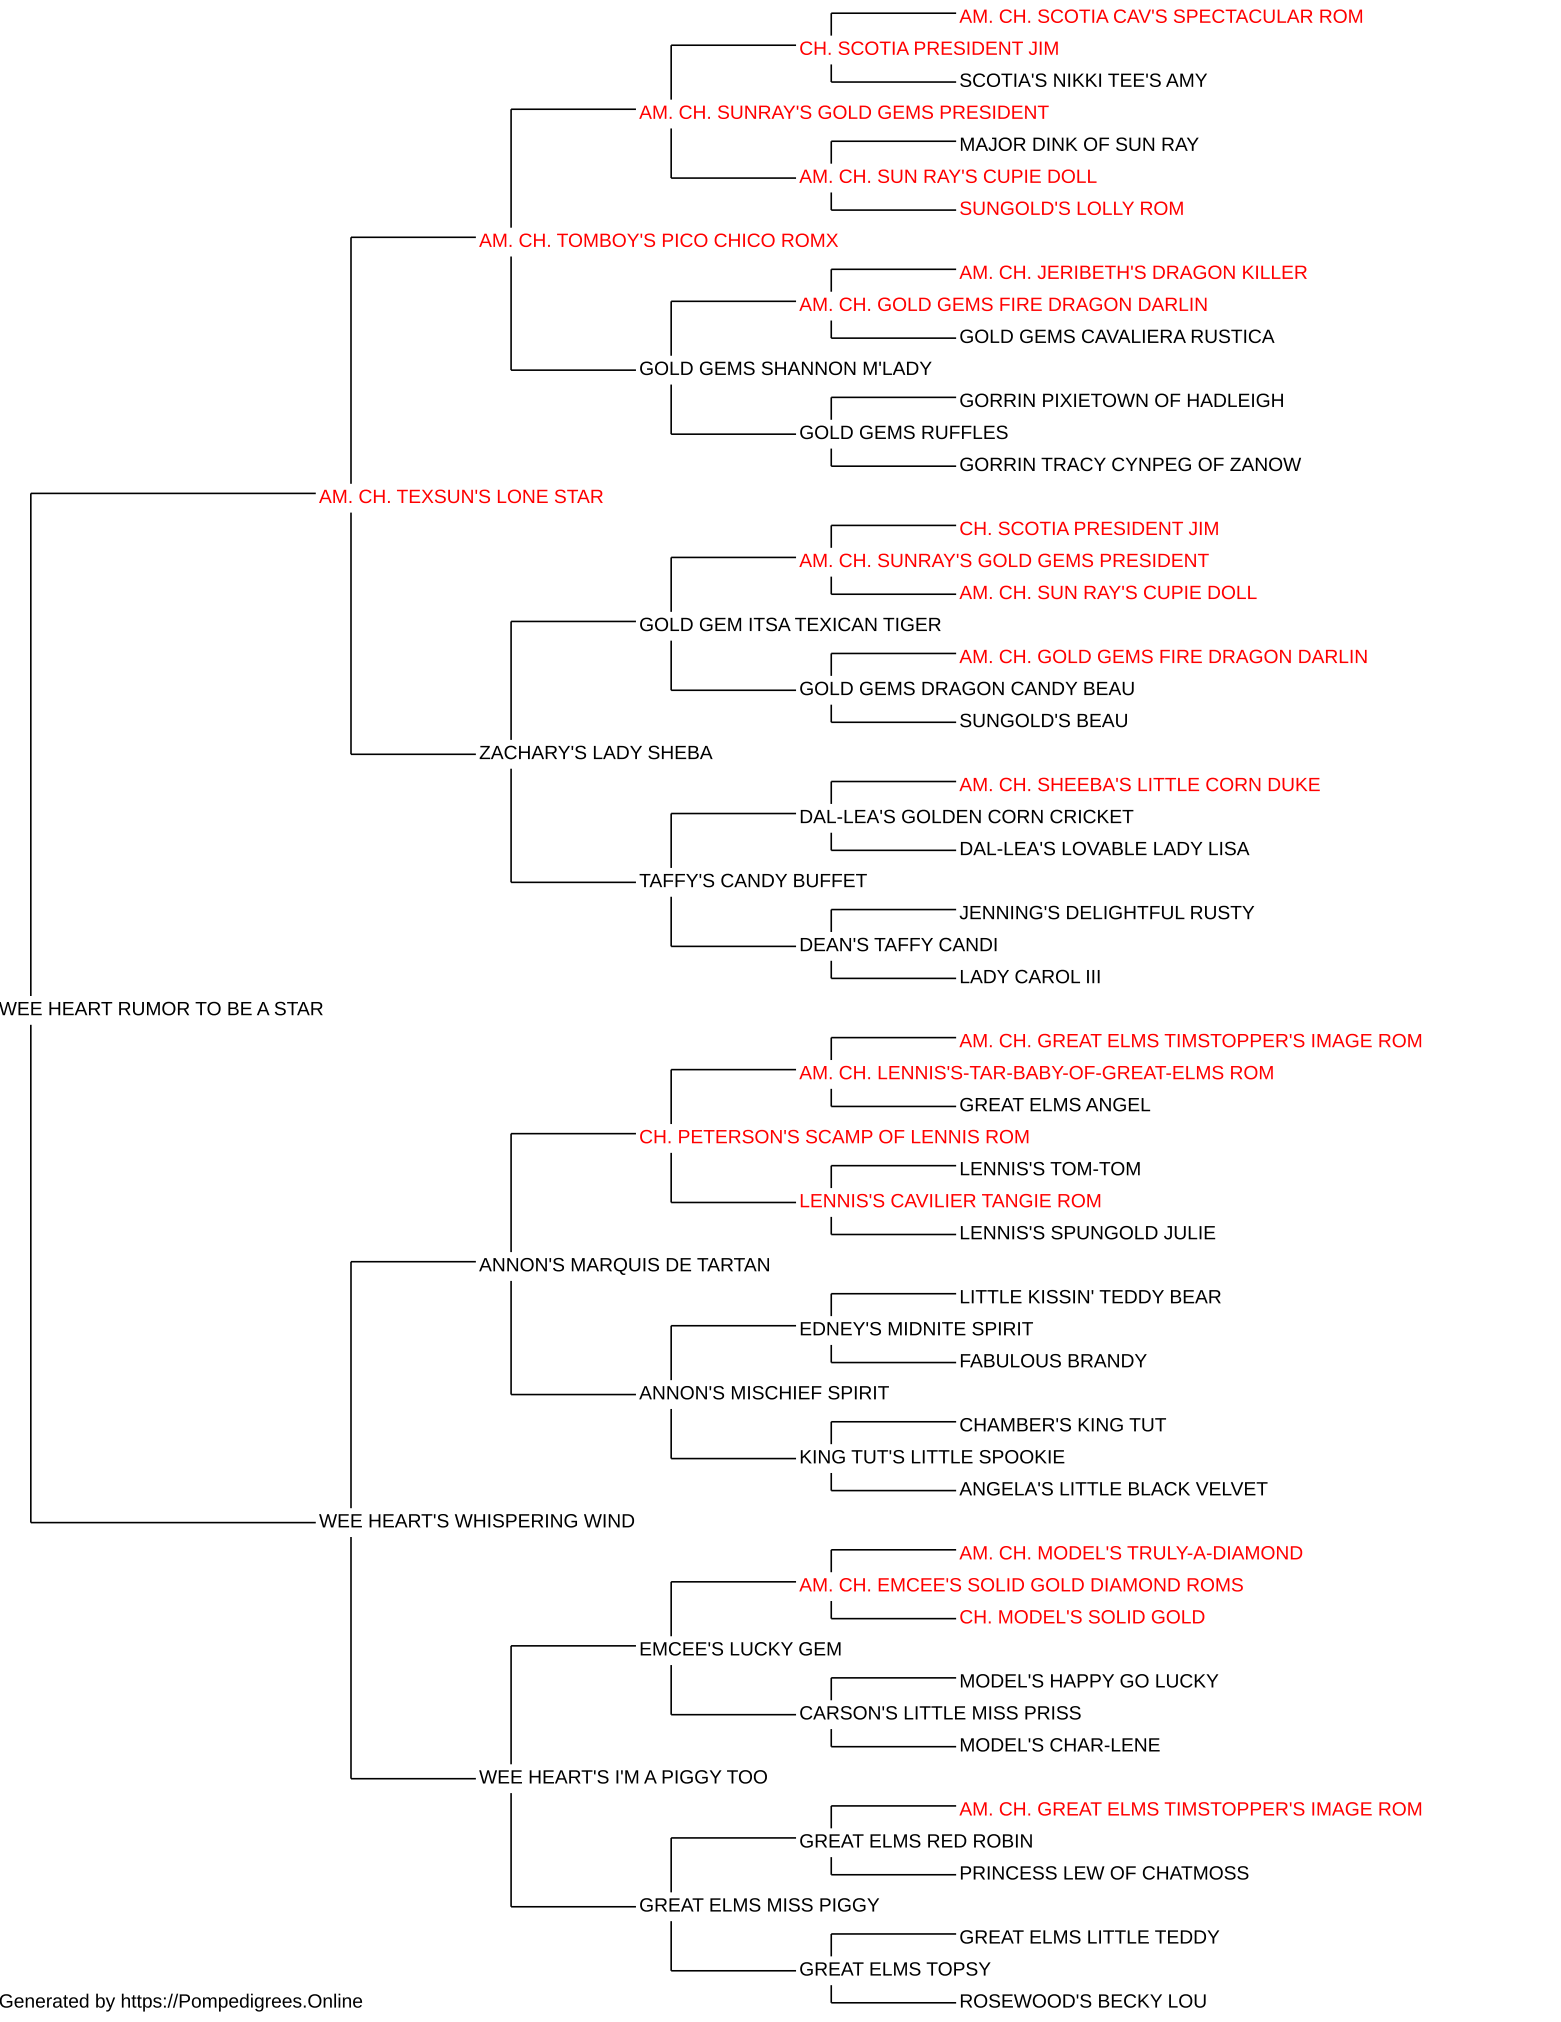 AM. CH. SCOTIA CAV'S SPECTACULAR ROM
CH. SCOTIA PRESIDENT JIM
SCOTIA'S NIKKI TEE'S AMY
AM. CH. SUNRAY'S GOLD GEMS PRESIDENT
MAJOR DINK OF SUN RAY
AM. CH. SUN RAY'S CUPIE DOLL
SUNGOLD'S LOLLY ROM
AM. CH. TOMBOY'S PICO CHICO ROMX
AM. CH. JERIBETH'S DRAGON KILLER
AM. CH. GOLD GEMS FIRE DRAGON DARLIN
GOLD GEMS CAVALIERA RUSTICA
GOLD GEMS SHANNON M'LADY
GORRIN PIXIETOWN OF HADLEIGH
GOLD GEMS RUFFLES
GORRIN TRACY CYNPEG OF ZANOW
AM. CH. TEXSUN'S LONE STAR
CH. SCOTIA PRESIDENT JIM
AM. CH. SUNRAY'S GOLD GEMS PRESIDENT
AM. CH. SUN RAY'S CUPIE DOLL
GOLD GEM ITSA TEXICAN TIGER
AM. CH. GOLD GEMS FIRE DRAGON DARLIN
GOLD GEMS DRAGON CANDY BEAU
SUNGOLD'S BEAU
ZACHARY'S LADY SHEBA
AM. CH. SHEEBA'S LITTLE CORN DUKE
DAL-LEA'S GOLDEN CORN CRICKET
DAL-LEA'S LOVABLE LADY LISA
TAFFY'S CANDY BUFFET
JENNING'S DELIGHTFUL RUSTY
DEAN'S TAFFY CANDI
LADY CAROL III
WEE HEART RUMOR TO BE A STAR
AM. CH. GREAT ELMS TIMSTOPPER'S IMAGE ROM
AM. CH. LENNIS'S-TAR-BABY-OF-GREAT-ELMS ROM
GREAT ELMS ANGEL
CH. PETERSON'S SCAMP OF LENNIS ROM
LENNIS'S TOM-TOM
LENNIS'S CAVILIER TANGIE ROM
LENNIS'S SPUNGOLD JULIE
ANNON'S MARQUIS DE TARTAN
LITTLE KISSIN' TEDDY BEAR
EDNEY'S MIDNITE SPIRIT
FABULOUS BRANDY
ANNON'S MISCHIEF SPIRIT
CHAMBER'S KING TUT
KING TUT'S LITTLE SPOOKIE
ANGELA'S LITTLE BLACK VELVET
WEE HEART'S WHISPERING WIND
AM. CH. MODEL'S TRULY-A-DIAMOND
AM. CH. EMCEE'S SOLID GOLD DIAMOND ROMS
CH. MODEL'S SOLID GOLD
EMCEE'S LUCKY GEM
MODEL'S HAPPY GO LUCKY
CARSON'S LITTLE MISS PRISS
MODEL'S CHAR-LENE
WEE HEART'S I'M A PIGGY TOO
AM. CH. GREAT ELMS TIMSTOPPER'S IMAGE ROM
GREAT ELMS RED ROBIN
PRINCESS LEW OF CHATMOSS
GREAT ELMS MISS PIGGY
GREAT ELMS LITTLE TEDDY
GREAT ELMS TOPSY
ROSEWOOD'S BECKY LOU
Generated by https://Pompedigrees.Online